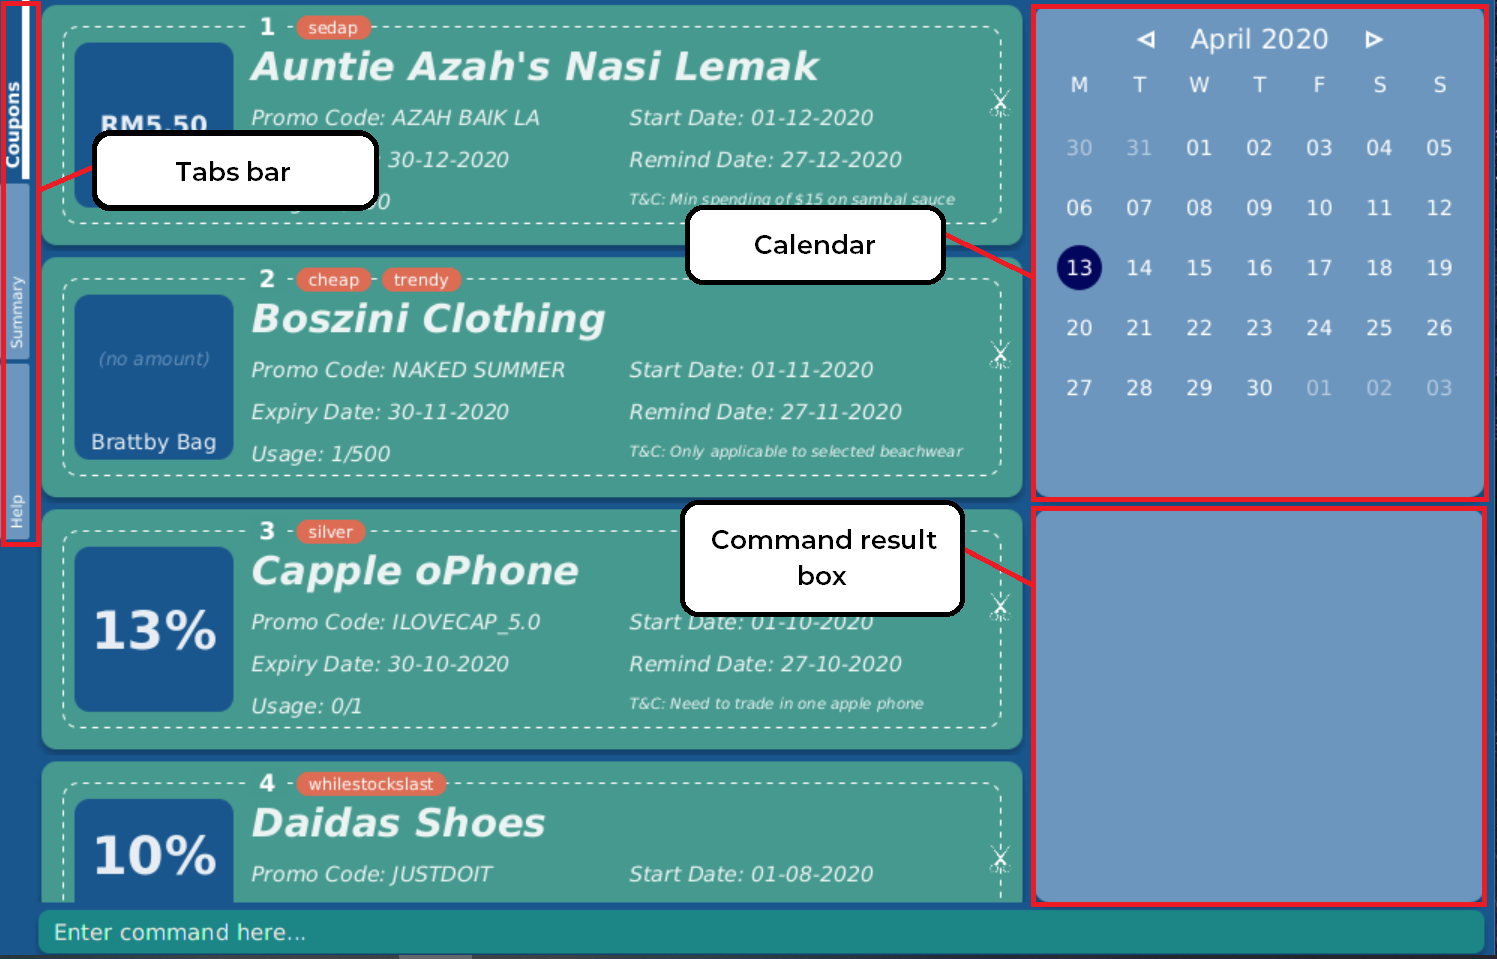 Coupons
Summary
Help
1 sedap
Auntie Azah's Nasi Lemak
RM5.50
Promo Code: AZAH BAIK LA
Start Date: 01-12-2020
30-12-2020
Remind Date: 27-12-2020
T&C: Min spending of $15 on sambal sauce
Tabs bar
Calendar
2 cheap trendy
Boszini Clothing
(no amount)
Brattby Bag
Promo Code: NAKED SUMMER
Start Date: 01-11-2020
Expiry Date: 30-11-2020
Remind Date: 27-11-2020
Usage: 1/500
T&C: Only applicable to selected beachwear
3 silver
Capple oPhone
13%
Promo Code: ILOVECAP_5.0
Start Date: 01-10-2020
Expiry Date: 30-10-2020
Remind Date: 27-10-2020
Usage: 0/1
T&C: Need to trade in one apple phone
Command result
box
4 whilestockslast
Daidas Shoes
10%
Promo Code: JUSTDOIT
Start Date: 01-08-2020
April 2020
M T W T F S S
30 31 01 02 03 04 05
06 07 08 09 10 11 12
13 14 15 16 17 18 19
20 21 22 23 24 25 26
27 28 29 30 01 02 03
Enter command here...